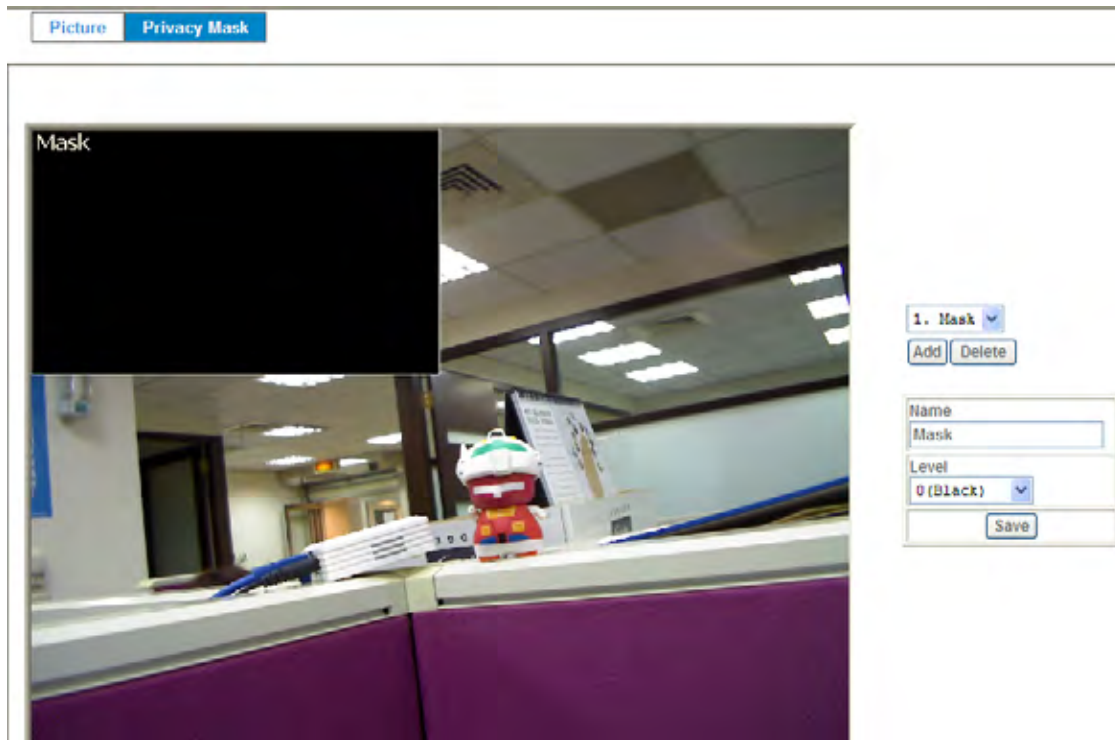 Picture Privacy Mask
Mask
1. Mask
Add Delete
Name
Mask
Level
0(Black)
Save